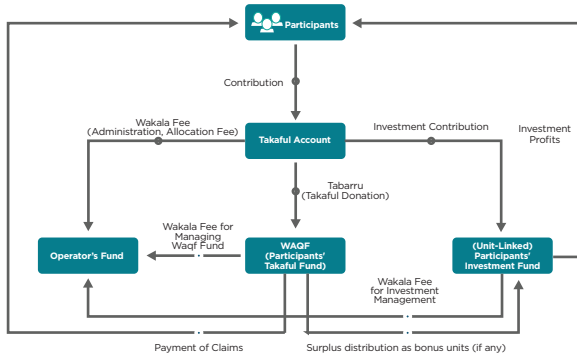 Participants
Contribution
Wakala Fee
(Administration, Allocation Fee)
Takaful Account
Investment Contribution
Investment
Profits
Tabarru
(Takaful Donation)
Wakala Fee for
Managing
Waqf Fund
Operator's Fund
WAQF
(Participants'
Takaful Fund)
(Unit-Linked)
Participants'
Investment Fund
Wakala Fee
for Investment
Management
Payment of Claims
Surplus distribution as bonus units (if any)